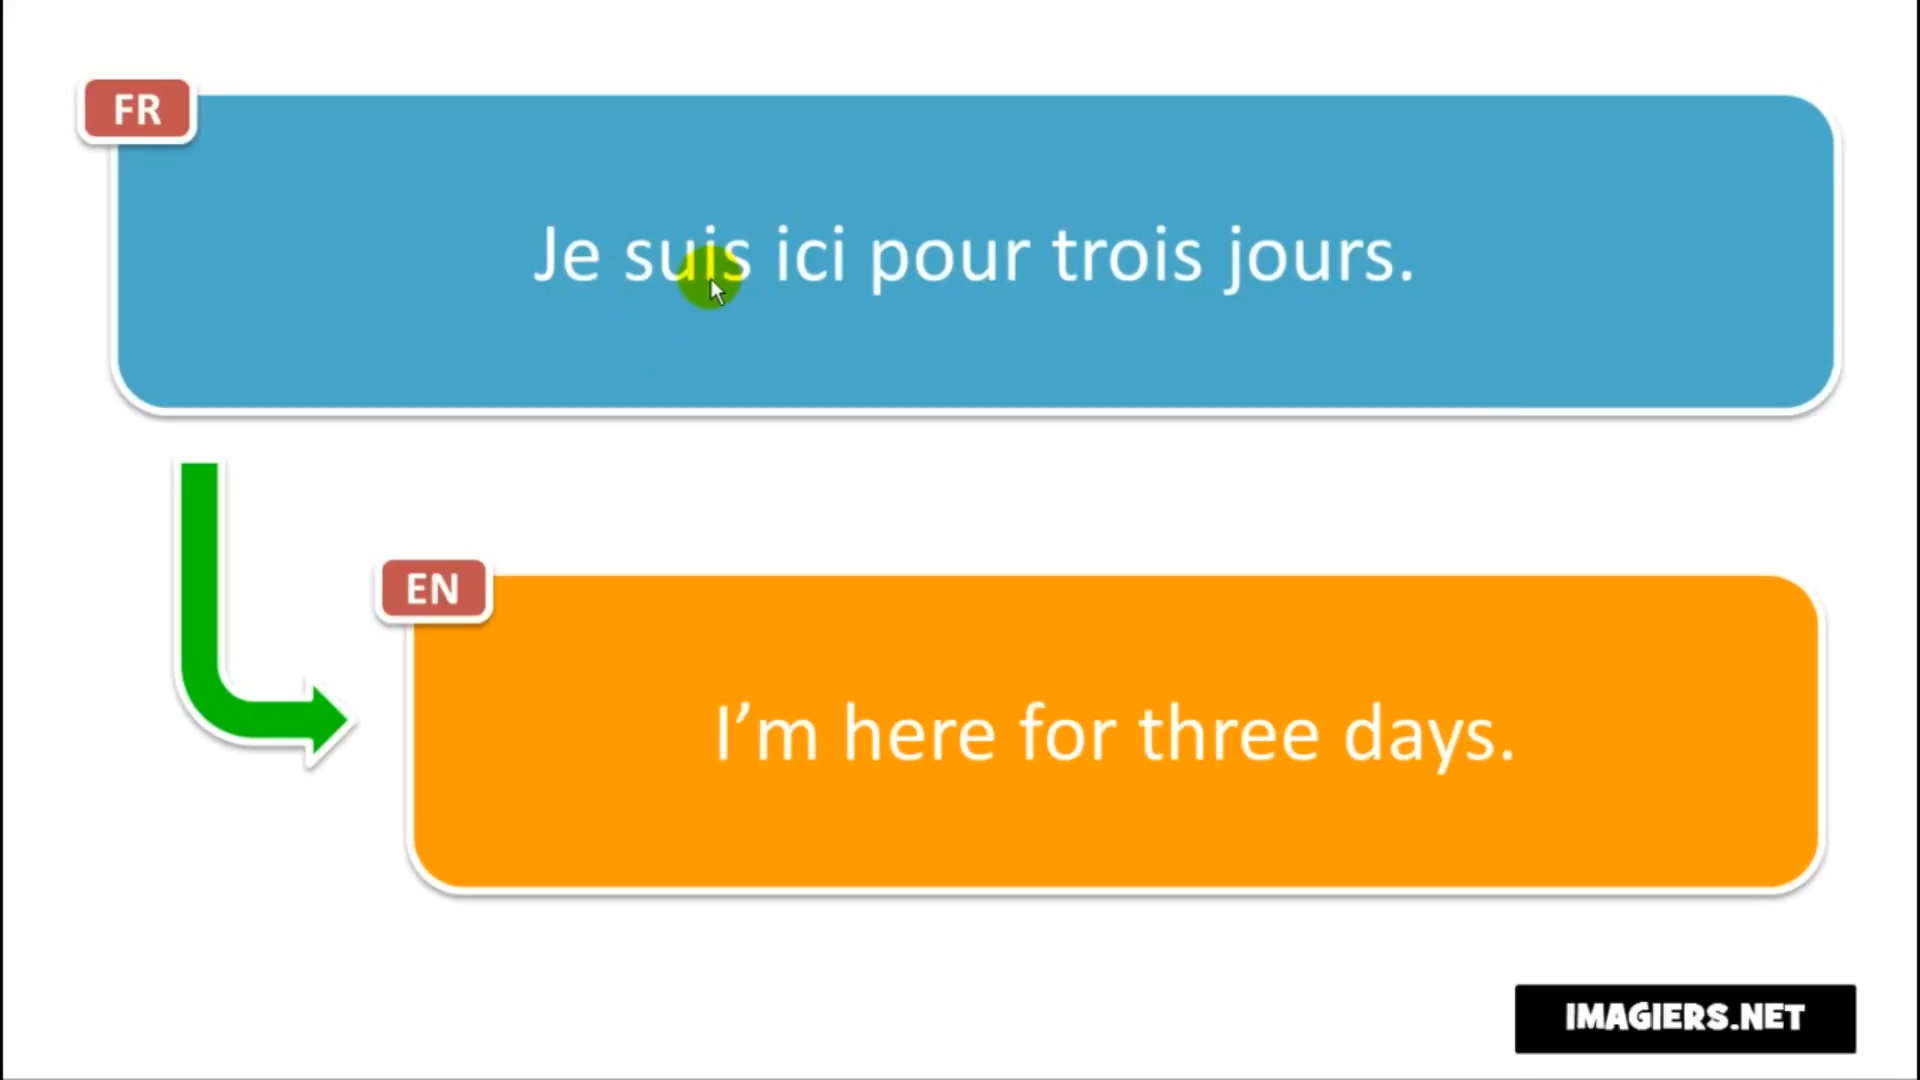 FR
Je suis ici pour trois jours.
EN
I’m here for three days.
IMAGIERS.NET